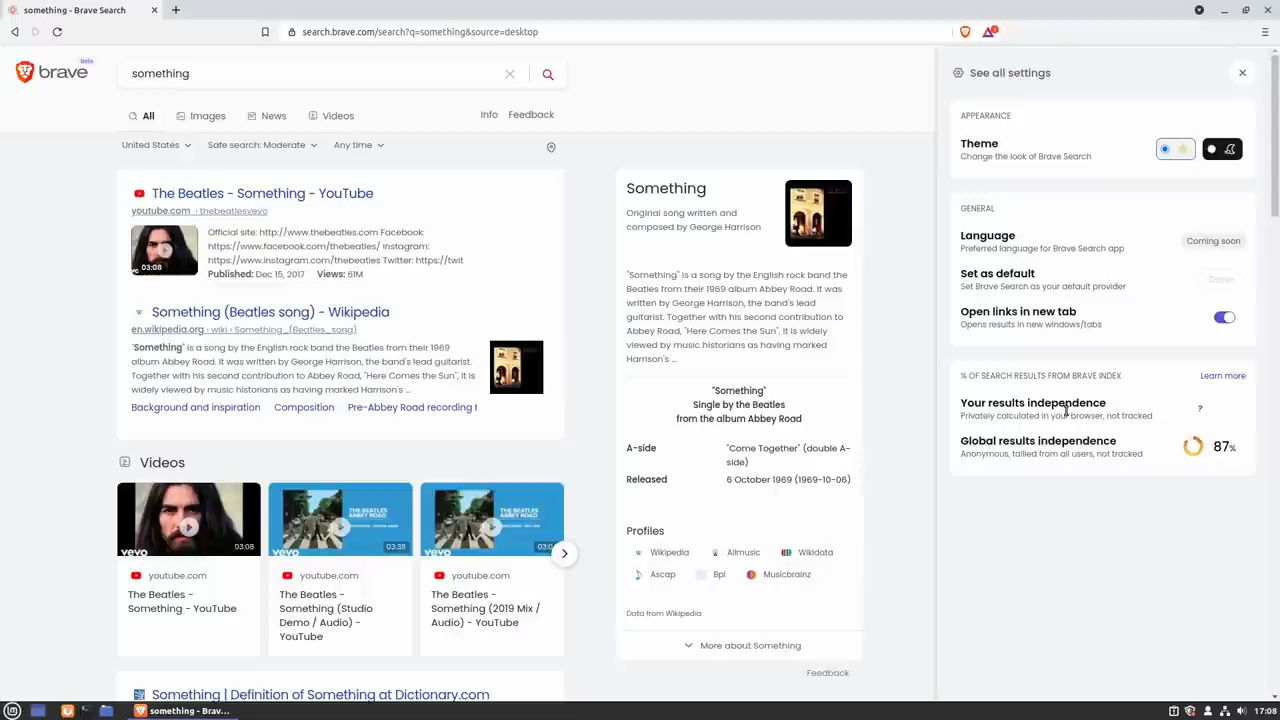 something - Brave Search
search.brave.com/search?q=something&source=desktop
brave
beta
something
All
Images
News
Videos
Info
Feedback
United States
Safe search: Moderate
Any time
The Beatles - Something - YouTube
youtube.com › thebeatlesvevo
03:08
Official site: http://www.thebeatles.com Facebook:
https://www.facebook.com/thebeatles/ Instagram:
https://www.instagram.com/thebeatles Twitter: https://twit
Published: Dec 15, 2017 Views: 61M
Something (Beatles song) - Wikipedia
en.wikipedia.org › wiki › Something_(Beatles_song)
"Something" is a song by the English rock band the Beatles from their 1969
album Abbey Road. It was written by George Harrison, the band's lead guitarist.
Together with his second contribution to Abbey Road, "Here Comes the Sun", it is
widely viewed by music historians as having marked Harrison's ...
Background and inspiration
Composition
Pre-Abbey Road recording h
Videos
vevo
03:08
youtube.com
The Beatles -
Something - YouTube
THE BEATLES
ABBEY ROAD
vevo
03:39
youtube.com
The Beatles -
Something (Studio
Demo / Audio) -
YouTube
THE BEATLES
ABBEY ROAD
vevo
youtube.com
The Beatles -
Something (2019 Mix /
Audio) - YouTube
Something | Definition of Something at Dictionary.com
Something
Original song written and
composed by George Harrison
"Something" is a song by the English rock band the
Beatles from their 1969 album Abbey Road. It was
written by George Harrison, the band's lead
guitarist. Together with his second contribution to
Abbey Road, "Here Comes the Sun", it is widely
viewed by music historians as having marked
Harrison's ...
"Something"
Single by the Beatles
from the album Abbey Road
A-side
"Come Together" (double A-
side)
Released
6 October 1969 (1969-10-06)
Profiles
Wikipedia
Allmusic
Wikidata
Ascap
Bpi
Musicbrainz
Data from Wikipedia
More about Something
Feedback
See all settings
APPEARANCE
Theme
Change the look of Brave Search
GENERAL
Language
Preferred language for Brave Search app
Coming soon
Set as default
Set Brave Search as your default provider
Open links in new tab
Opens results in new windows/tabs
% OF SEARCH RESULTS FROM BRAVE INDEX
Learn more
Your results independence
Privately calculated in your browser, not tracked
?
Global results independence
Anonymous, tallied from all users, not tracked
87%
something - Brav...
17:08